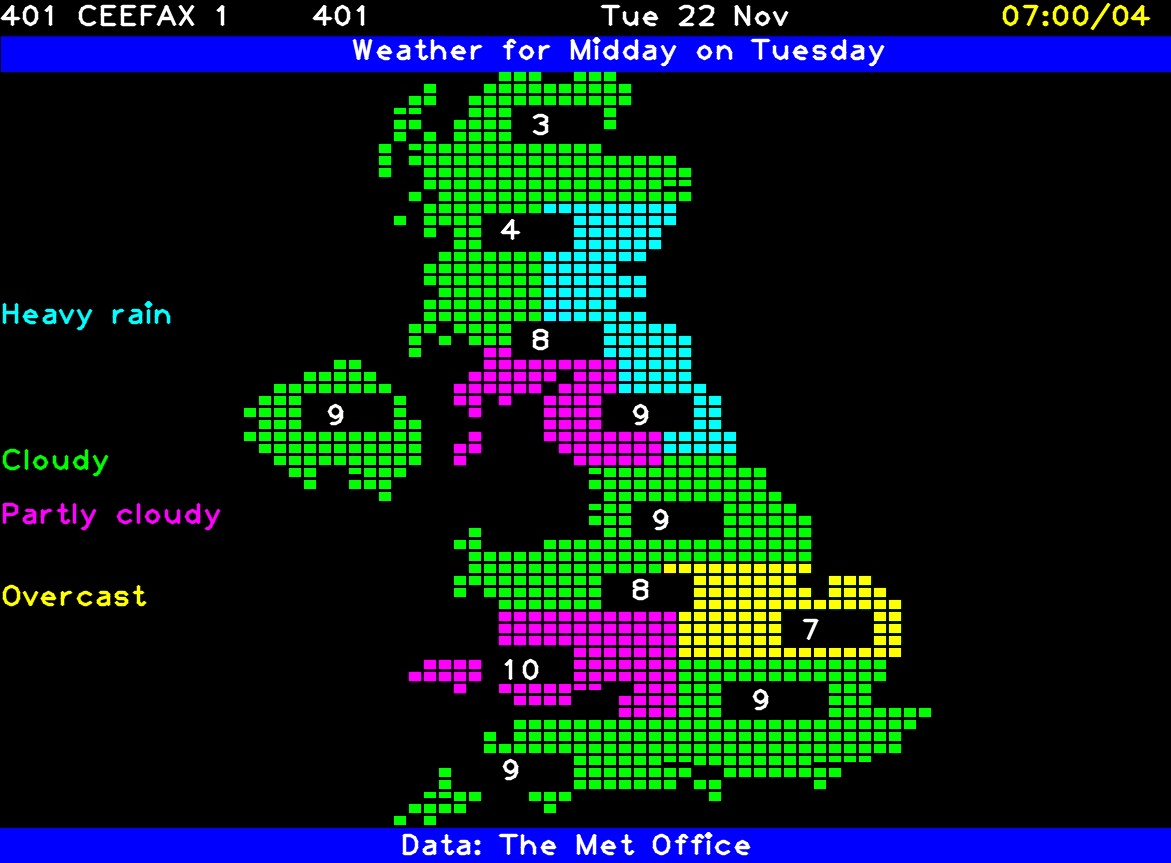 401 CEEFAX 1 401 Tue 22 Nov 07:00/04
Weather for Midday on Tuesday
3
4
Heavy rain
8
9 9
Cloudy
Partly cloudy
9
8
Overcast
7
10
9
9
Data: The Met Office